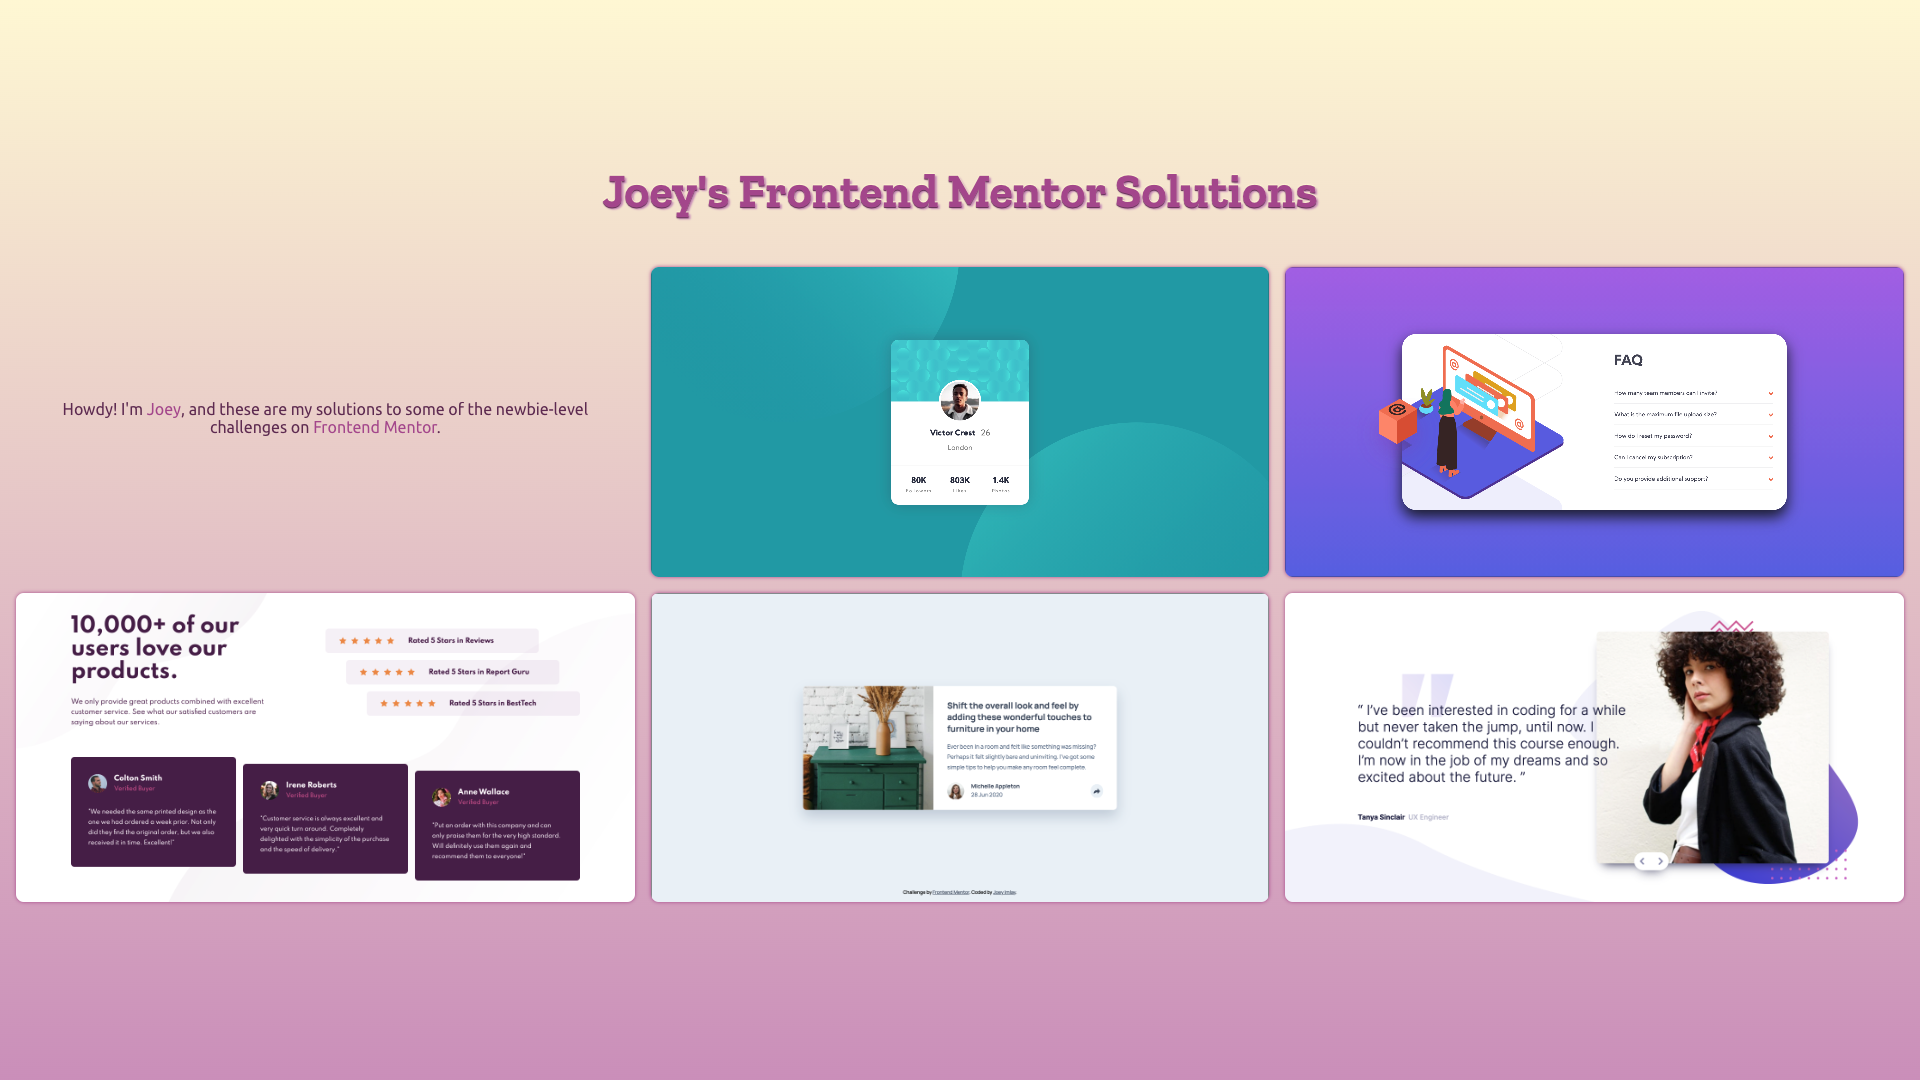 Joey's Frontend Mentor Solutions
Howdy! I'm Joey, and these are my solutions to some of the newbie-level
challenges on Frontend Mentor.
Victor Crest 26
London
80K 803K 1.4K
Followers Likes Photos
FAQ
How many team members can I invite?
What is the maximum file upload size?
How do I reset my password?
Can I cancel my subscription?
Do you provide additional support?
10,000+ of our
users love our
products.
We only provide great products combined with excellent
customer service. See what our satisfied customers are
saying about our services.
Rated 5 Stars in Reviews
Rated 5 Stars in Report Guru
Rated 5 Stars in BestTech
Colton Smith
Verified Buyer
"We needed the same printed design as the
one we had ordered a week prior. Not only
did they find the original order, but we also
received it in time. Excellent!"
Irene Roberts
Verified Buyer
"Customer service is always excellent and
very quick turn around. Completely
delighted with the simplicity of the purchase
and the speed of delivery."
Anne Wallace
Verified Buyer
"Put an order with this company and can
only praise them for the very high standard.
Will definitely use them again and
recommend them to everyone!"
Shift the overall look and feel by
adding these wonderful touches to
furniture in your home
Ever been in a room and felt like something was missing?
Perhaps it felt slightly bare and uninviting. I've got some
simple tips to help you make any room feel complete.
Michelle Appleton
28 Jun 2020
Challenge by Frontend Mentor. Coded by Joey Imlay.
" I've been interested in coding for a while
but never taken the jump, until now. I
couldn't recommend this course enough.
I'm now in the job of my dreams and so
excited about the future. "
Tanya Sinclair UX Engineer